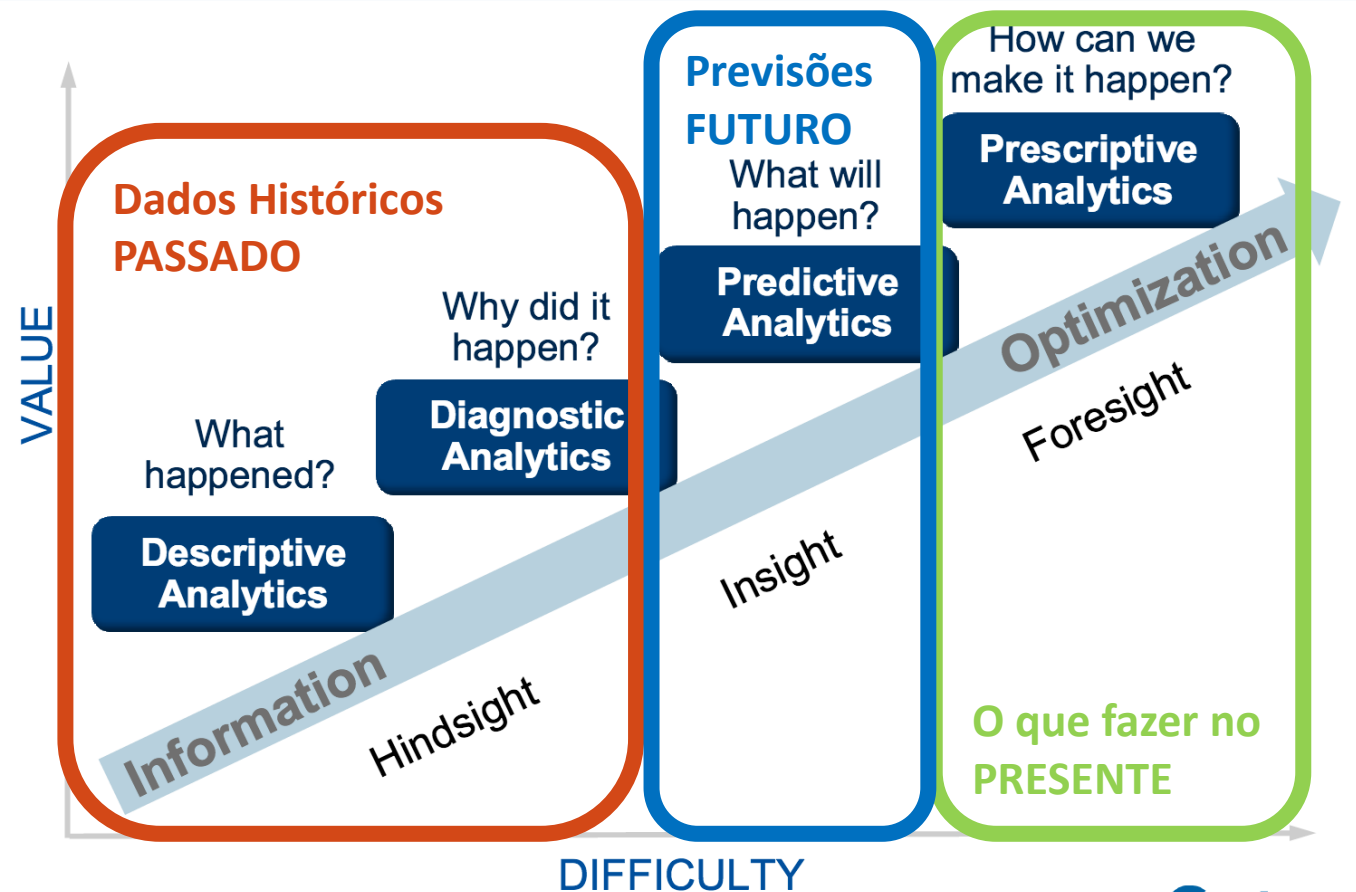 How can we
make it happen?
Previsões
FUTURO
Prescriptive
Analytics
What will
happen?
Dados Históricos
PASSADO
Predictive
Analytics
Why did it
happen?
Optimization
Foresight
Diagnostic
Analytics
What
happened?
VALUE
Descriptive
Analytics
Insight
Information
Hindsight
O que fazer no
PRESENTE
DIFFICULTY